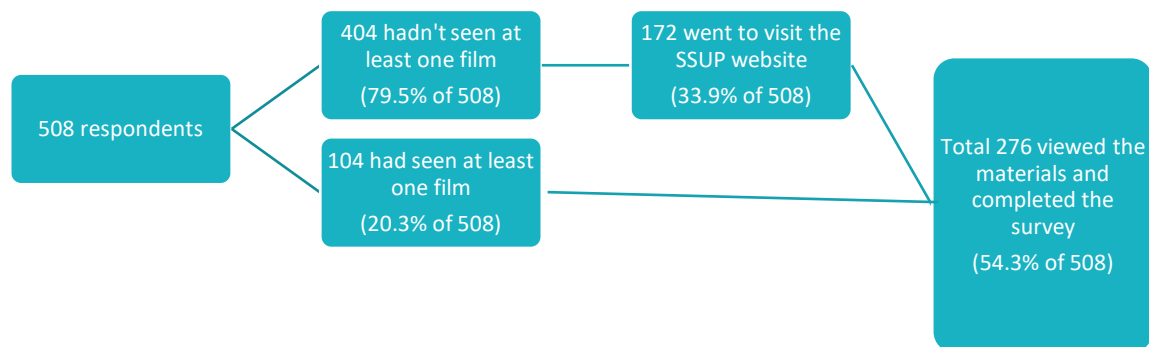 508 respondents
404 hadn't seen at
least one film
(79.5% of 508)
104 had seen at least
one film
(20.3% of 508)
172 went to visit the
SSUP website
(33.9% of 508)
Total 276 viewed the
materials and
completed the
survey
(54.3% of 508)